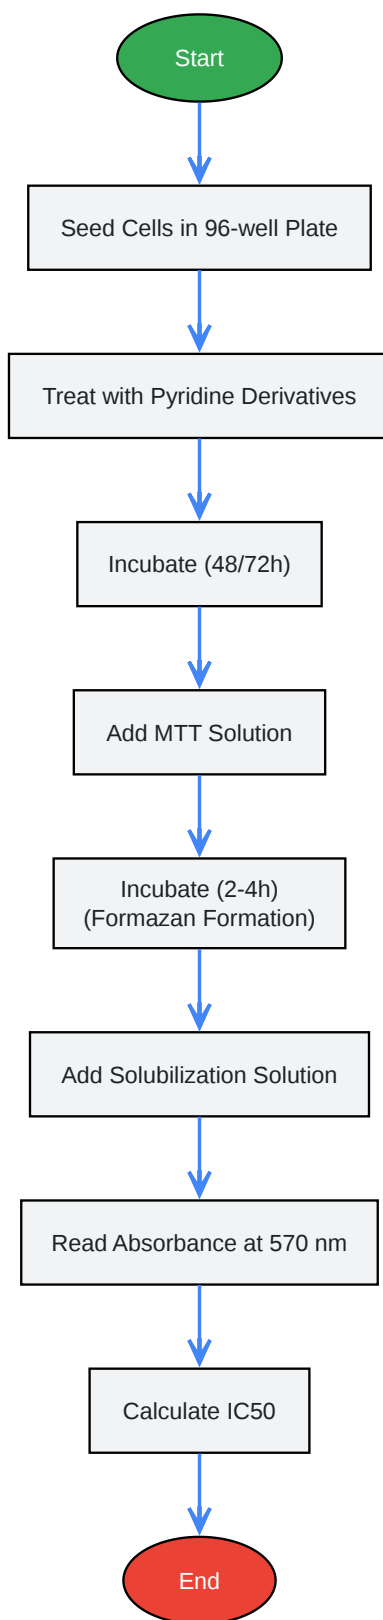 Start
Seed Cells in 96-well Plate
Treat with Pyridine Derivatives
Incubate (48/72h)
Add MTT Solution
Incubate (2-4h)
(Formazan Formation)
Add Solubilization Solution
Read Absorbance at 570 nm
Calculate IC50
End